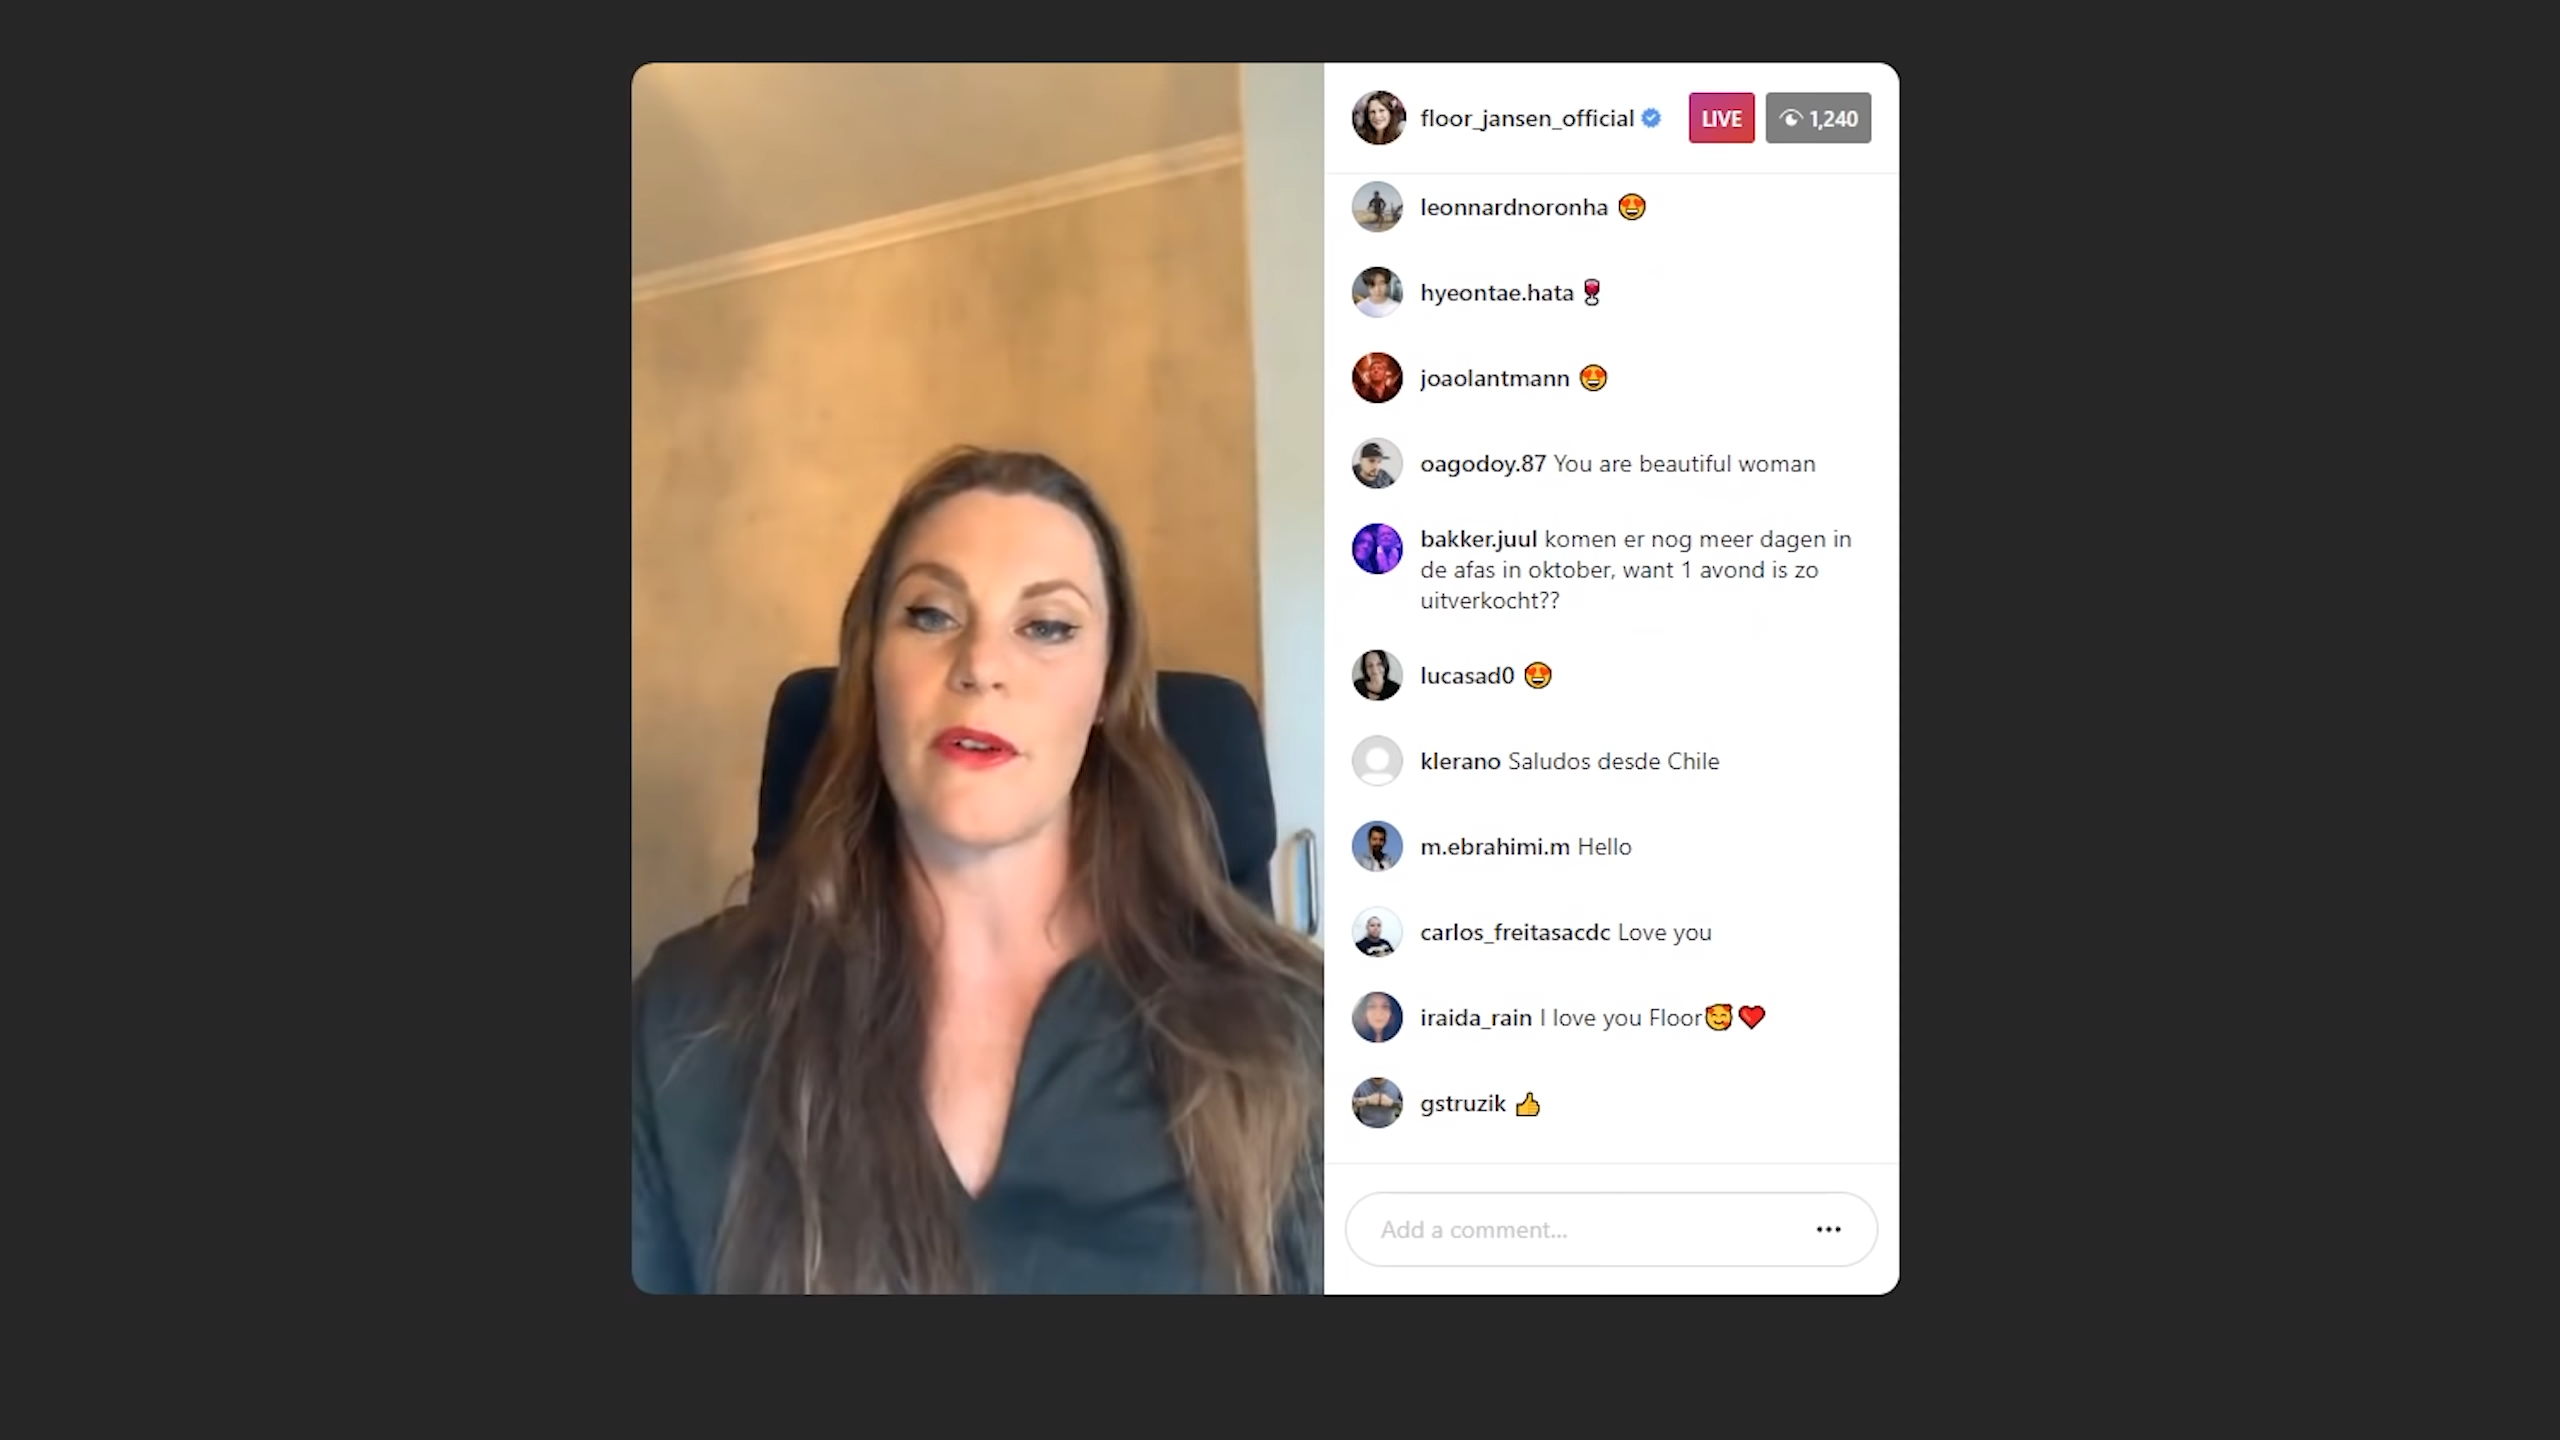 floor_jansen_official LIVE 1,240
leonnardnoronha 😍
hyeontae.hata 🍷
joaolantmann 😍
oagodoy.87 You are beautiful woman
bakker.juul komen er nog meer dagen in
de afas in oktober, want 1 avond is zo
uitverkocht??
lucasad0 😍
klerano Saludos desde Chile
m.ebrahimi.m Hello
carlos_freitasacdc Love you
iraida_rain I love you Floor🥰❤️
gstruzik 👍
Add a comment...